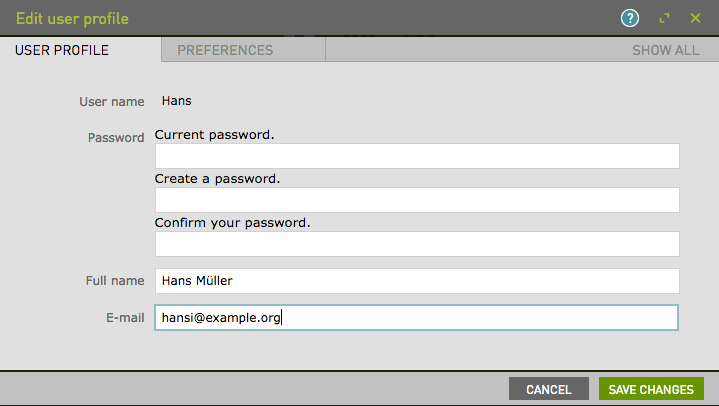 Edit user profile
?
USER PROFILE PREFERENCES SHOW ALL
User name Hans
Password Current password.
Create a password.
Confirm your password.
Full name Hans Müller
E-mail hansi@example.org
CANCEL SAVE CHANGES